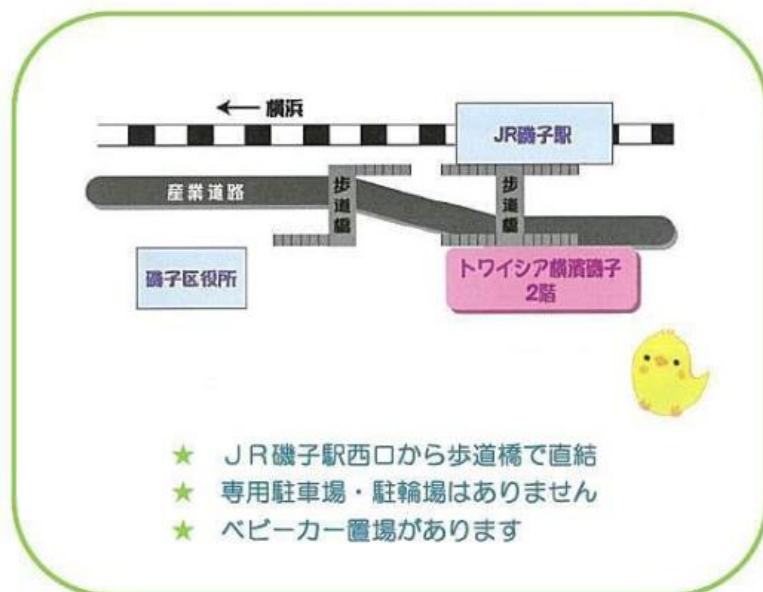 ← 横浜
JR磯子駅
産業道路
歩道橋
歩道橋
磯子区役所
トワイシア横濱磯子
2階
★ JR磯子駅西口から歩道橋で直結
★ 専用駐車場・駐輪場はありません
★ ベビーカー置場があります